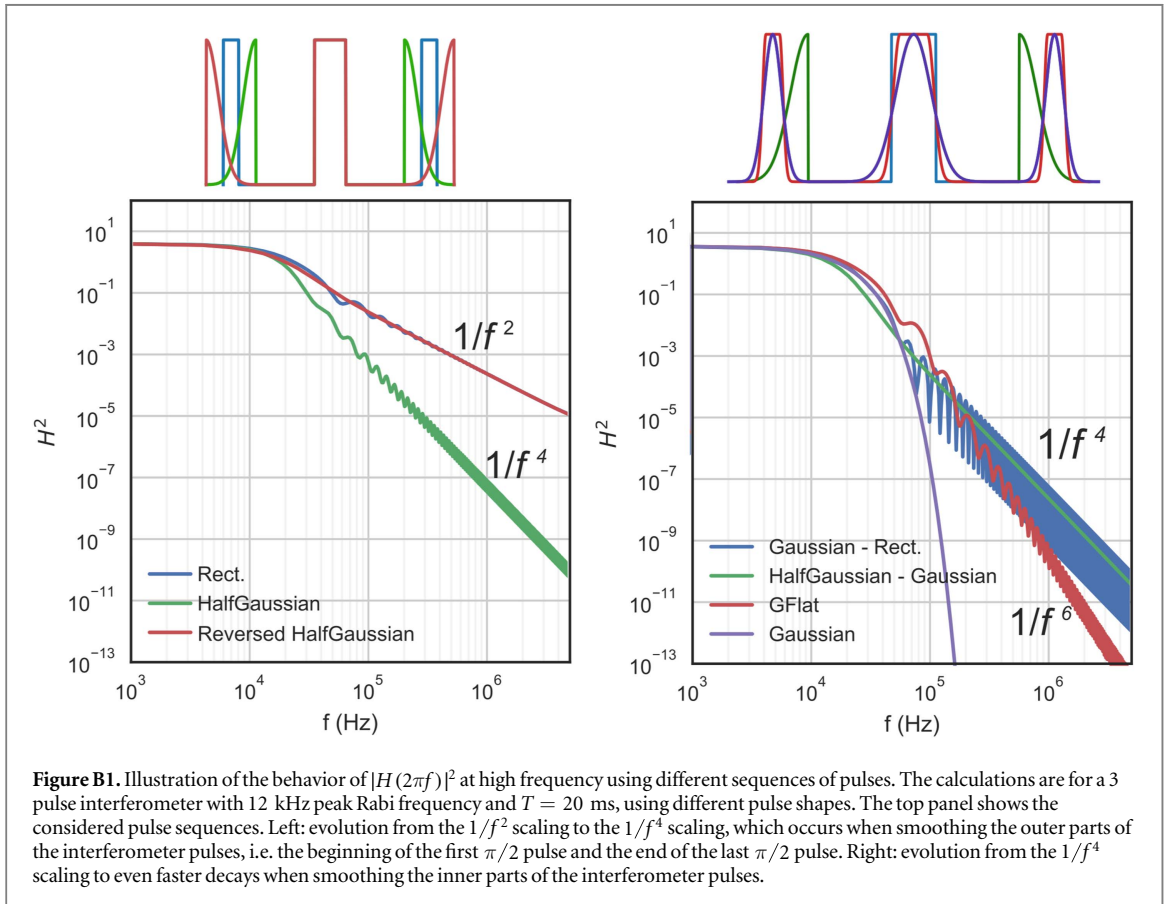 10^1
10^−1
10^−3
10^−5
10^−7
10^−9
10^−11
10^−13
H^2
1/f^2
1/f^4
Rect.
HalfGaussian
Reversed HalfGaussian
10^3 10^4 10^5 10^6
f (Hz)
10^1
10^−1
10^−3
10^−5
10^−7
10^−9
10^−11
10^−13
H^2
1/f^4
Gaussian - Rect.
HalfGaussian - Gaussian
GFlat
Gaussian
1/f^6
10^3 10^4 10^5 10^6
f (Hz)
Figure B1. Illustration of the behavior of |H(2πf)|^2 at high frequency using different sequences of pulses. The calculations are for a 3
pulse interferometer with 12 kHz peak Rabi frequency and T = 20 ms, using different pulse shapes. The top panel shows the
considered pulse sequences. Left: evolution from the 1/f^2 scaling to the 1/f^4 scaling, which occurs when smoothing the outer parts of
the interferometer pulses, i.e. the beginning of the first π/2 pulse and the end of the last π/2 pulse. Right: evolution from the 1/f^4
scaling to even faster decays when smoothing the inner parts of the interferometer pulses.